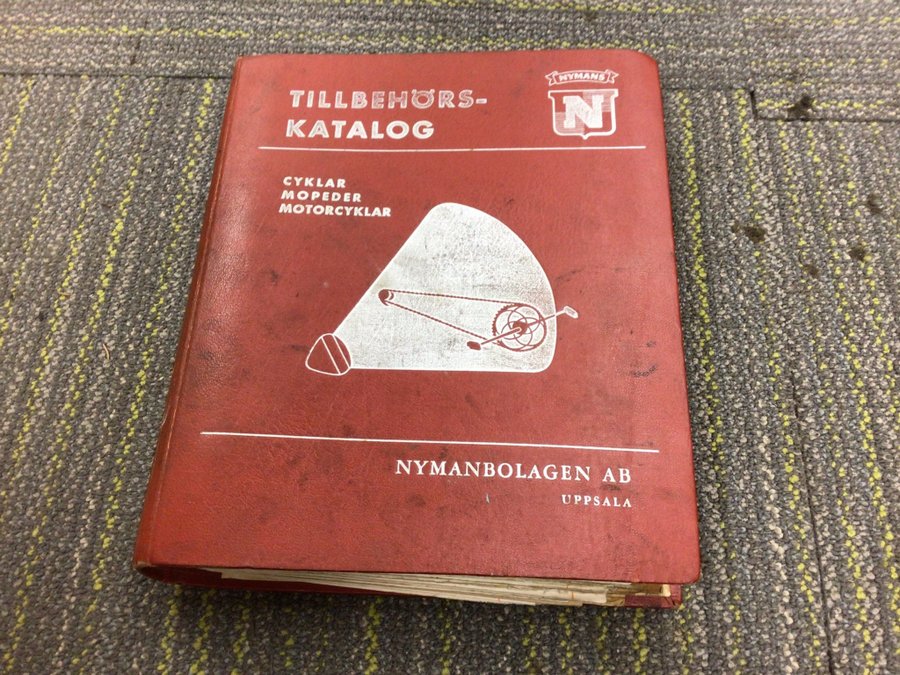 TILLBEHÖRS-
KATALOG
NYMANS
N
CYKLAR
MOPEDER
MOTORCYKLAR
NYMANBOLAGEN AB
UPPSALA